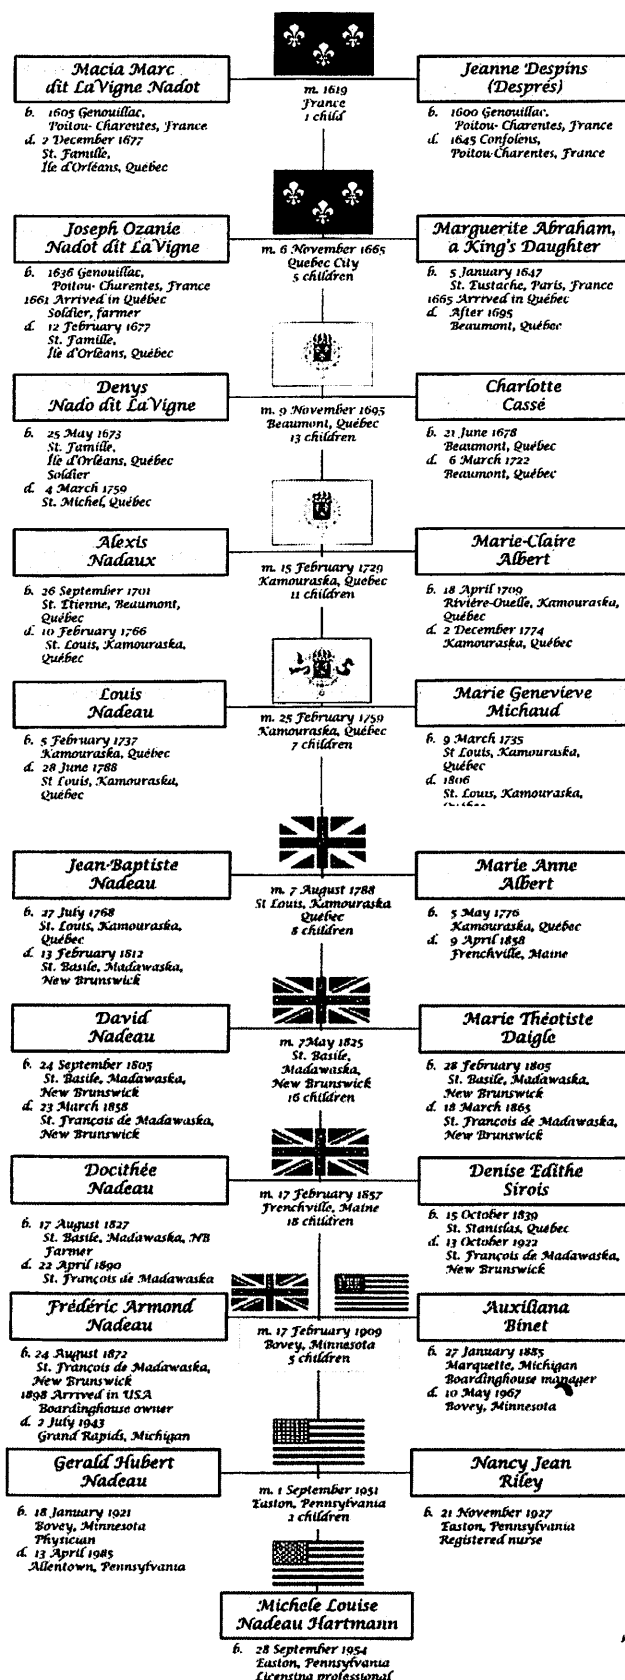 Macia Marc
dit LaVigne Nadot
b. 1605 Genouillac,
Poitou-Charentes, France
d. 2 December 1677
St. Famille,
Île d'Orléans, Québec
m. 1619
France
1 child
Jeanne Despins
(Després)
b. 1600 Genouillac,
Poitou-Charentes, France
d. 1645 Confolens,
Poitou-Charentes, France
Joseph Ozanie
Nadot dit LaVigne
b. 1636 Genouillac,
Poitou-Charentes, France
1661 Arrived in Québec
Soldier, farmer
d. 12 February 1677
St. Famille,
Île d'Orléans, Québec
m. 6 November 1665
Quebec City
5 children
Marguerite Abraham,
a King's Daughter
b. 5 January 1647
St. Eustache, Paris, France
1665 Arrived in Québec
d. After 1695
Beaumont, Québec
Denys
Nado dit LaVigne
b. 25 May 1673
St. Famille,
Île d'Orléans, Québec
Soldier
d. 4 March 1759
St. Michel, Québec
m. 9 November 1695
Beaumont, Québec
13 children
Charlotte
Cassé
b. 21 June 1678
Beaumont, Québec
d. 6 March 1722
Beaumont, Québec
Alexis
Nadaux
b. 26 September 1701
St. Étienne, Beaumont,
Québec
d. 10 February 1766
St. Louis, Kamouraska,
Québec
m. 15 February 1729
Kamouraska, Quebec
11 children
Marie-Claire
Albert
b. 18 April 1709
Rivière-Ouelle, Kamouraska,
Québec
d. 2 December 1774
Kamouraska, Québec
Louis
Nadeau
b. 5 February 1737
Kamouraska, Québec
d. 28 June 1788
St Louis, Kamouraska,
Québec
m. 25 February 1759
Kamouraska, Québec
7 children
Marie Genevieve
Michaud
b. 9 March 1735
St Louis, Kamouraska,
Québec
d. 1806
St. Louis, Kamouraska,
Québec
Jean-Baptiste
Nadeau
b. 27 July 1768
St. Louis, Kamouraska,
Québec
d. 13 February 1812
St. Basile, Madawaska,
New Brunswick
m. 7 August 1788
St Louis, Kamouraska
Québec
8 children
Marie Anne
Albert
b. 5 May 1776
Kamouraska, Québec
d. 9 April 1858
Frenchville, Maine
David
Nadeau
b. 24 September 1805
St. Basile, Madawaska,
New Brunswick
d. 23 March 1858
St. François de Madawaska,
New Brunswick
m. 7May 1825
St. Basile,
Madawaska,
New Brunswick
16 children
Marie Théotiste
Daigle
b. 28 February 1805
St. Basile, Madawaska,
New Brunswick
d. 18 March 1865
St. François de Madawaska,
New Brunswick
Docithée
Nadeau
b. 17 August 1827
St. Basile, Madawaska, NB
Farmer
d. 22 April 1890
St. François de Madawaska
m. 17 February 1857
Frenchville, Maine
18 children
Denise Edithe
Sirois
b. 15 October 1839
St. Stanislas, Québec
d. 13 October 1922
St. François de Madawaska,
New Brunswick
Frédéric Armond
Nadeau
b. 24 August 1872
St. François de Madawaska,
New Brunswick
1898 Arrived in USA
Boardinghouse owner
d. 2 July 1943
Grand Rapids, Michigan
m. 17 February 1909
Bovey, Minnesota
5 children
Auxiliana
Binet
b. 27 January 1885
Marquette, Michigan
Boardinghouse manager
d. 10 May 1967
Bovey, Minnesota
Gerald Hubert
Nadeau
b. 18 January 1921
Bovey, Minnesota
Physician
d. 13 April 1985
Allentown, Pennsylvania
m. 1 September 1951
Easton, Pennsylvania
2 children
Nancy Jean
Riley
b. 21 November 1927
Easton, Pennsylvania
Registered nurse
Michele Louise
Nadeau Hartmann
b. 28 September 1954
Easton, Pennsylvania
Licensing professional